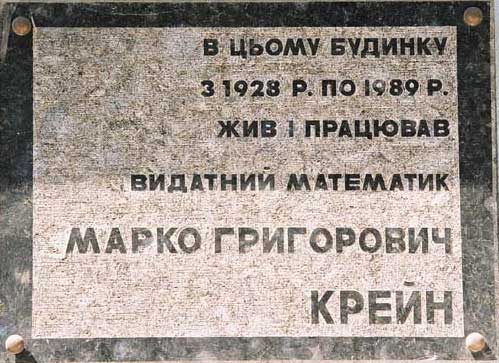 В ЦЬОМУ БУДИНКУ
З 1928 Р. ПО 1989 Р.
ЖИВ І ПРАЦЮВАВ
ВИДАТНИЙ МАТЕМАТИК
МАРКО ГРИГОРОВИЧ
КРЕЙН